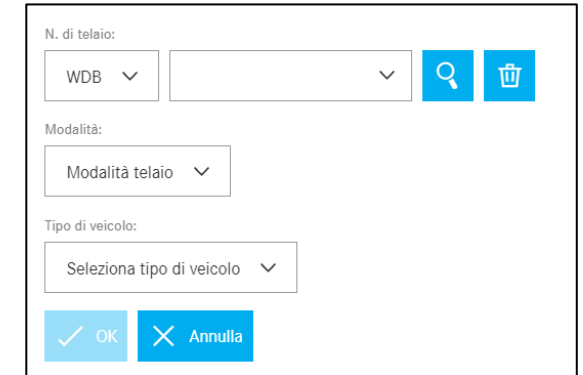 N. di telaio:
WDB
Modalità:
Modalità telaio
Tipo di veicolo:
Seleziona tipo di veicolo
OK Annulla